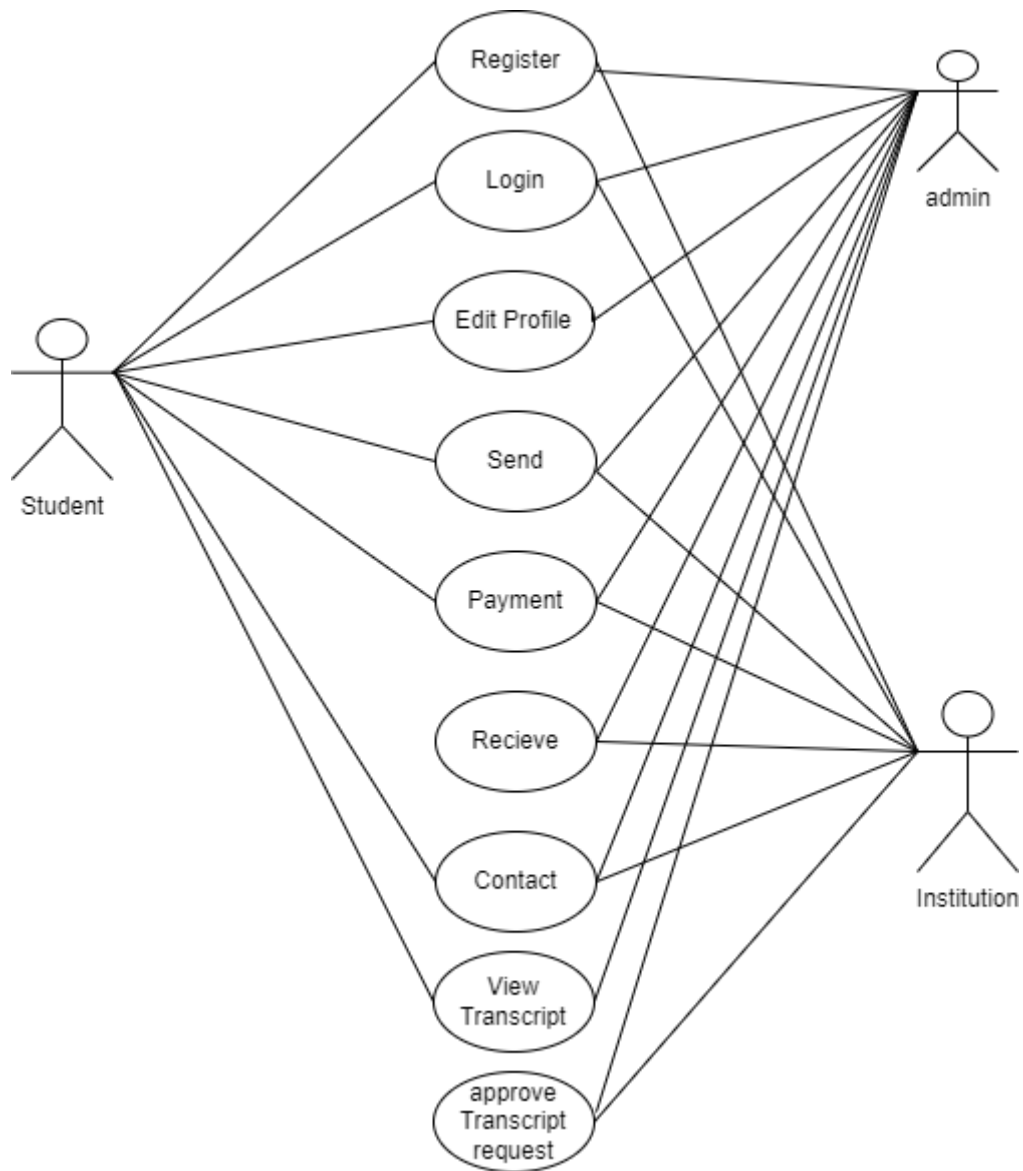 Register
admin
Login
Edit Profile
Student
Send
Payment
Recieve
Contact
Institution
View
Transcript
approve
Transcript
request